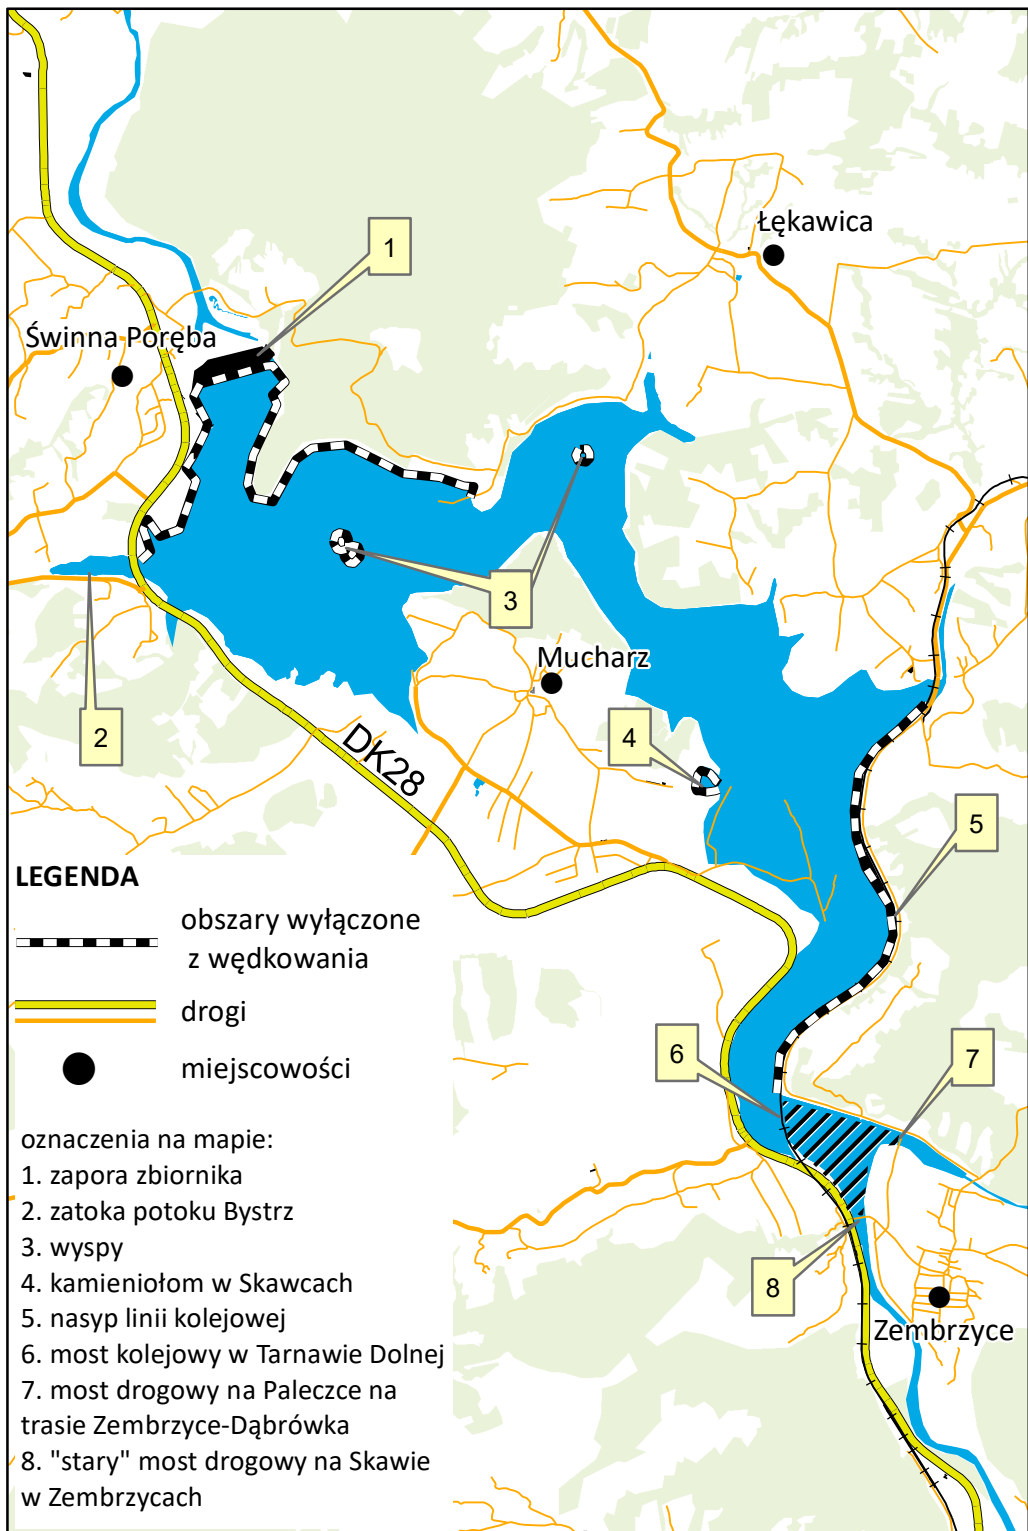 Łękawica
1
Świnna Poręba
3
Mucharz
2
4
DK28
5
6
7
8
Zembrzyce
LEGENDA
obszary wyłączone
z wędkowania
drogi
miejscowości
oznaczenia na mapie:
1. zapora zbiornika
2. zatoka potoku Bystrz
3. wyspy
4. kamieniołom w Skawcach
5. nasyp linii kolejowej
6. most kolejowy w Tarnawie Dolnej
7. most drogowy na Paleczce na
trasie Zembrzyce-Dąbrówka
8. "stary" most drogowy na Skawie
w Zembrzycach